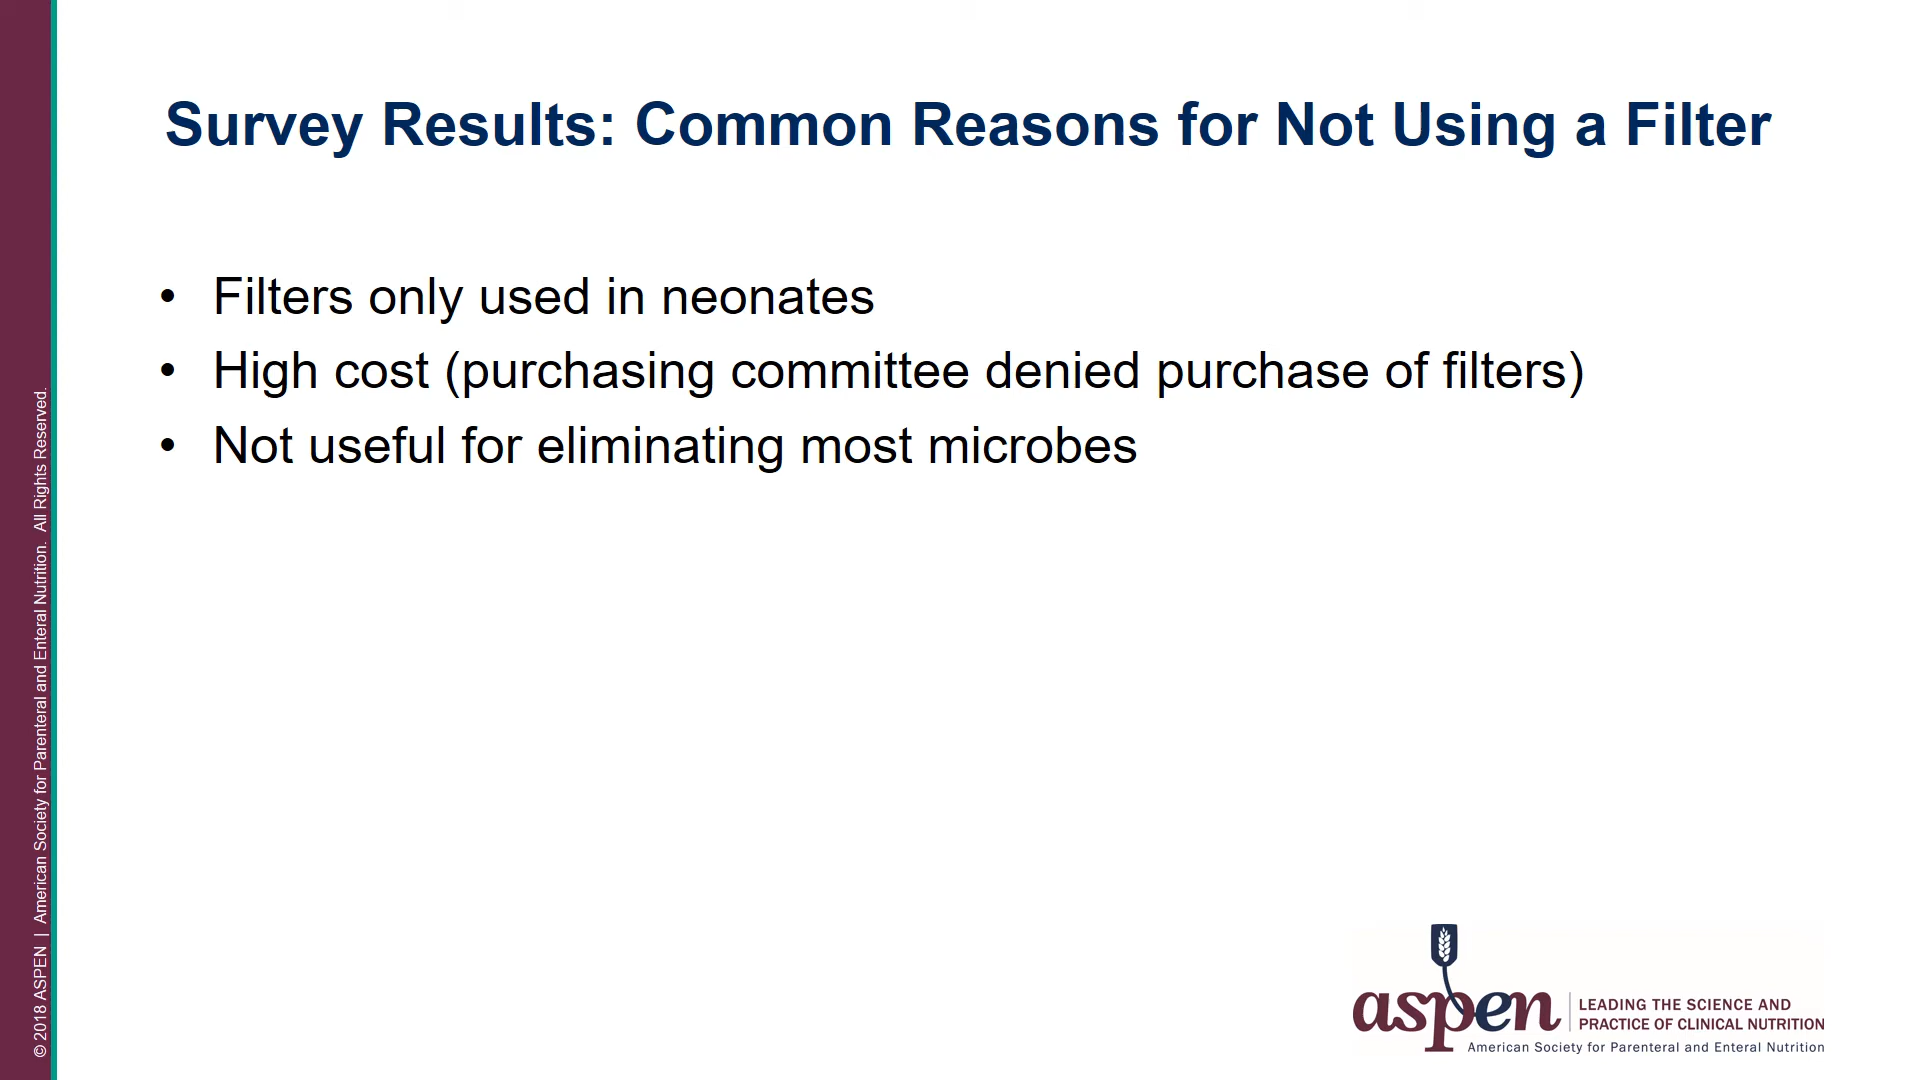 Survey Results: Common Reasons for Not Using a Filter
• Filters only used in neonates
• High cost (purchasing committee denied purchase of filters)
• Not useful for eliminating most microbes
© 2018 ASPEN | American Society for Parenteral and Enteral Nutrition. All Rights Reserved.
aspen
LEADING THE SCIENCE AND
PRACTICE OF CLINICAL NUTRITION
American Society for Parenteral and Enteral Nutrition